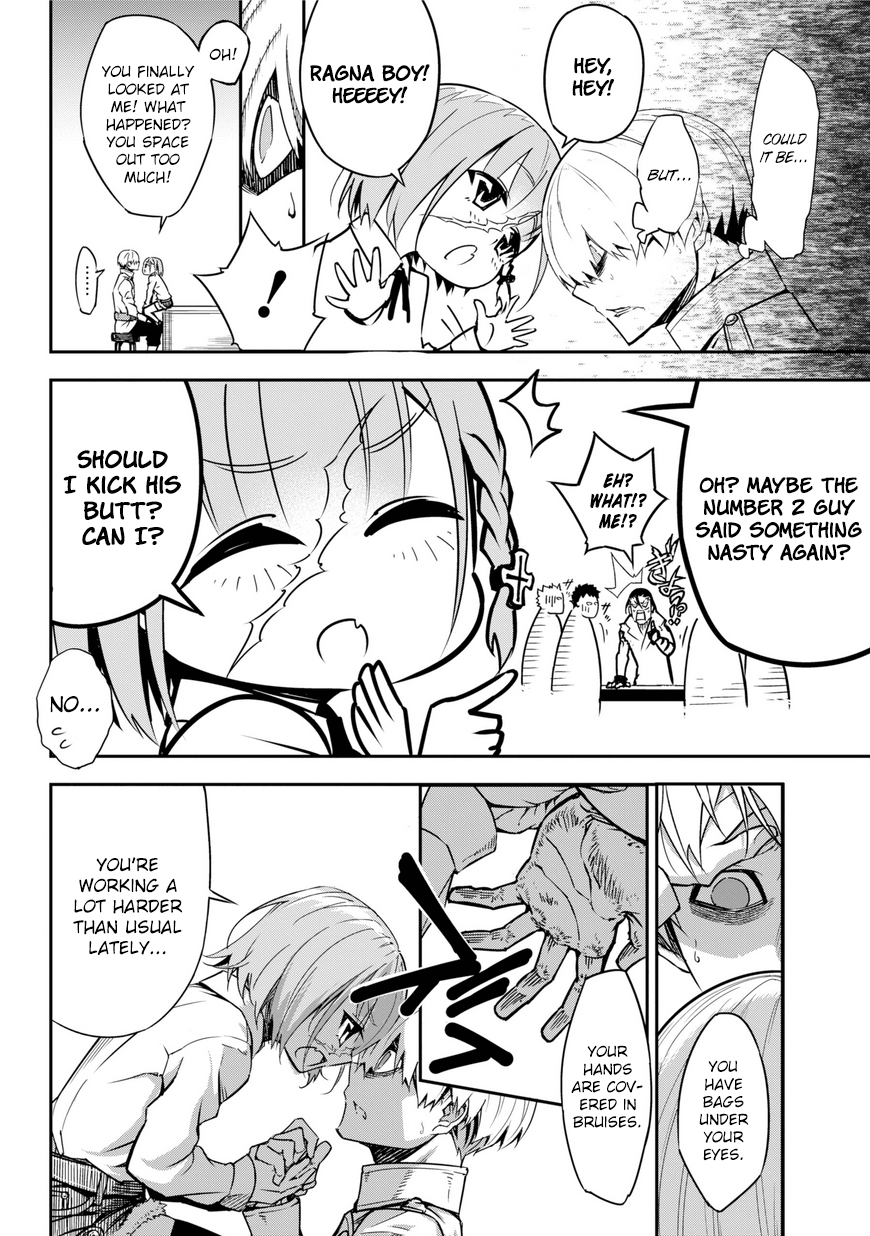 COULD
IT BE...
BUT...
HEY,
HEY!
RAGNA BOY!
HEEEEY!
!
OH!
YOU FINALLY
LOOKED AT
ME! WHAT
HAPPENED?
YOU SPACE
OUT TOO
MUCH!
......
OH? MAYBE THE
NUMBER 2 GUY
SAID SOMETHING
NASTY AGAIN?
EH?
WHAT!?
ME!?
ぎょっ!?
SHOULD
I KICK HIS
BUTT?
CAN I?
NO...
YOU
HAVE
BAGS
UNDER
YOUR
EYES.
YOUR
HANDS
ARE COV-
ERED IN
BRUISES.
YOU'RE
WORKING A
LOT HARDER
THAN USUAL
LATELY...